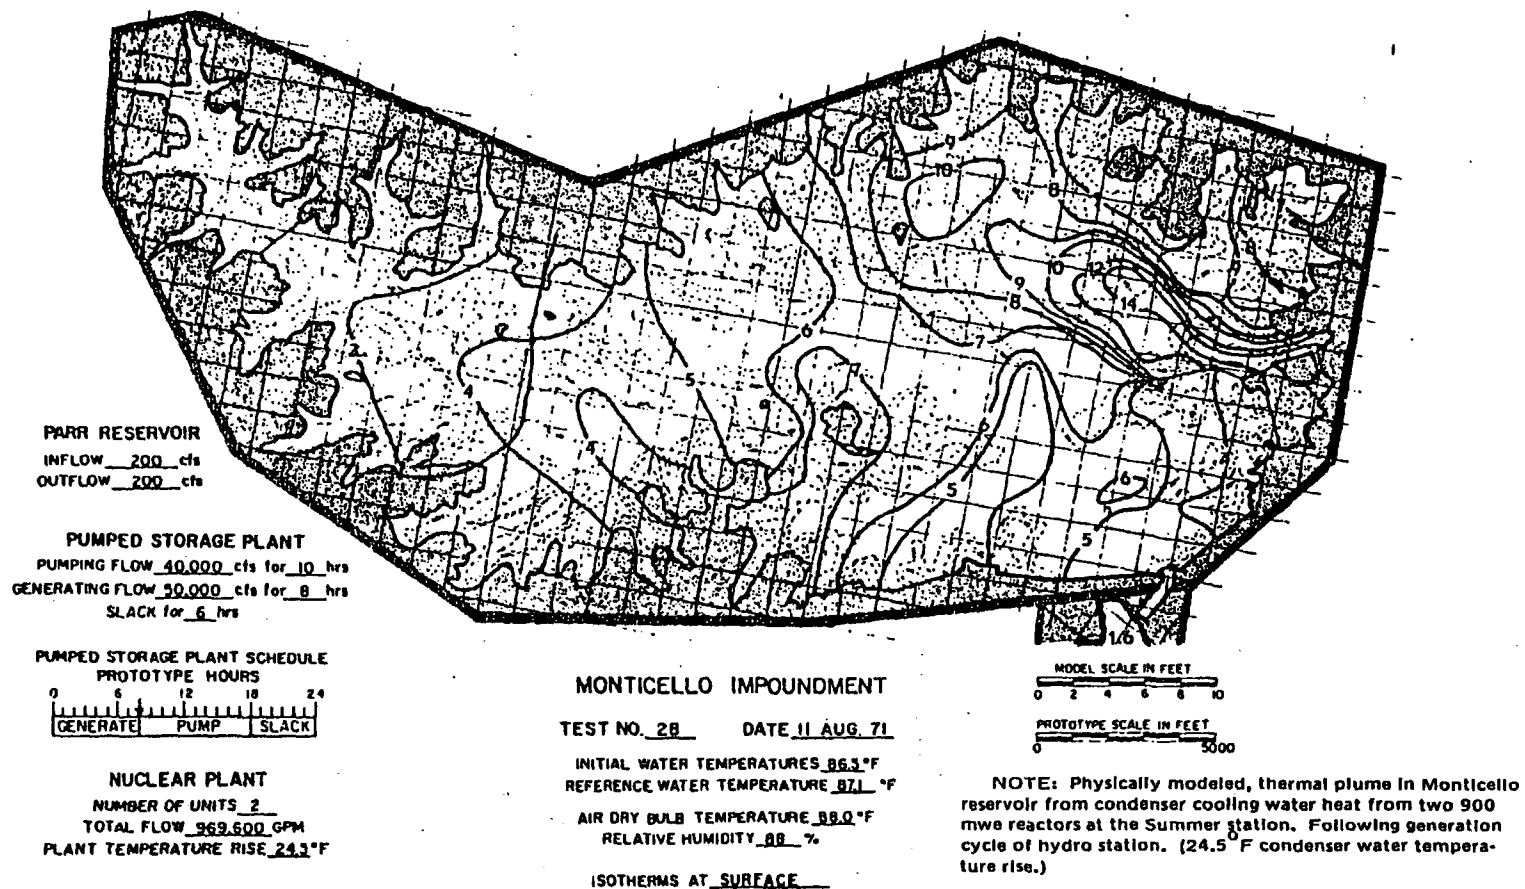 9
10
8
8
9
10
12
9
8
14
6
7
2
5
7
4
4
6
5
6
5
1.6
PARR RESERVOIR
INFLOW 200 cfs
OUTFLOW 200 cfs
PUMPED STORAGE PLANT
PUMPING FLOW 40,000 cfs for 10 hrs
GENERATING FLOW 50,000 cfs for 8 hrs
SLACK for 6 hrs
PUMPED STORAGE PLANT SCHEDULE
PROTOTYPE HOURS
0 6 12 18 24
GENERATE PUMP SLACK
NUCLEAR PLANT
NUMBER OF UNITS 2
TOTAL FLOW 969,600 GPM
PLANT TEMPERATURE RISE 24.5°F
MONTICELLO IMPOUNDMENT
TEST NO. 28 DATE 11 AUG. 71
INITIAL WATER TEMPERATURES 86.5°F
REFERENCE WATER TEMPERATURE 87.1 °F
AIR DRY BULB TEMPERATURE 88.0°F
RELATIVE HUMIDITY 88 %
ISOTHERMS AT SURFACE
MODEL SCALE IN FEET
0 2 4 6 8 10
PROTOTYPE SCALE IN FEET
0 5000
NOTE: Physically modeled, thermal plume in Monticello
reservoir from condenser cooling water heat from two 900
mwe reactors at the Summer station. Following generation
cycle of hydro station. (24.5°F condenser water tempera-
ture rise.)